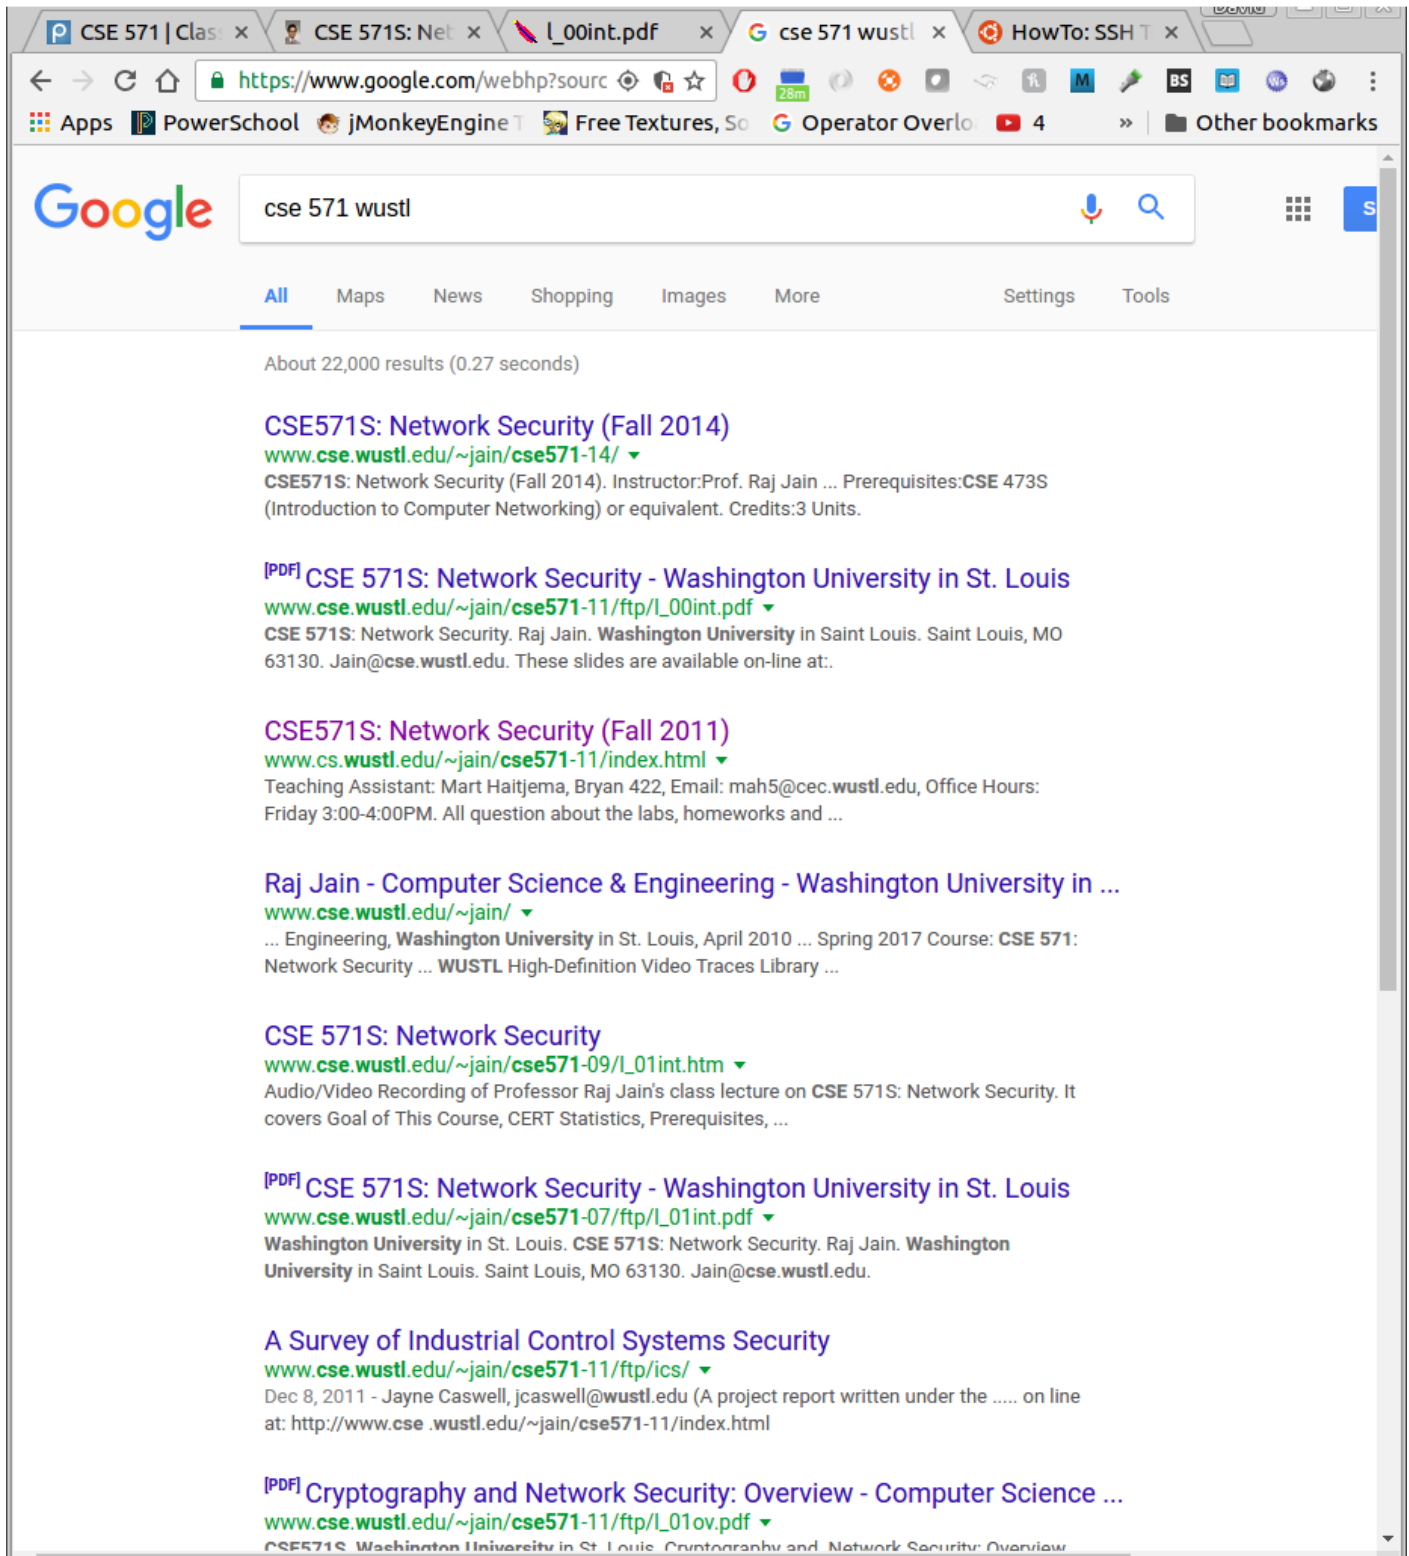 David
CSE 571 | Clas
CSE 571S: Net
l_00int.pdf
cse 571 wustl
HowTo: SSH T
https://www.google.com/webhp?sourc
28m
M
BS
Apps
PowerSchool
jMonkeyEngine T
Free Textures, So
Operator Overlo
4
»
Other bookmarks
Google
cse 571 wustl
S
All Maps News Shopping Images More Settings Tools
About 22,000 results (0.27 seconds)
CSE571S: Network Security (Fall 2014)
www.cse.wustl.edu/~jain/cse571-14/
CSE571S: Network Security (Fall 2014). Instructor:Prof. Raj Jain ... Prerequisites:CSE 473S
(Introduction to Computer Networking) or equivalent. Credits:3 Units.
[PDF] CSE 571S: Network Security - Washington University in St. Louis
www.cse.wustl.edu/~jain/cse571-11/ftp/l_00int.pdf
CSE 571S: Network Security. Raj Jain. Washington University in Saint Louis. Saint Louis, MO
63130. Jain@cse.wustl.edu. These slides are available on-line at:.
CSE571S: Network Security (Fall 2011)
www.cs.wustl.edu/~jain/cse571-11/index.html
Teaching Assistant: Mart Haitjema, Bryan 422, Email: mah5@cec.wustl.edu, Office Hours:
Friday 3:00-4:00PM. All question about the labs, homeworks and ...
Raj Jain - Computer Science & Engineering - Washington University in ...
www.cse.wustl.edu/~jain/
... Engineering, Washington University in St. Louis, April 2010 ... Spring 2017 Course: CSE 571:
Network Security ... WUSTL High-Definition Video Traces Library ...
CSE 571S: Network Security
www.cse.wustl.edu/~jain/cse571-09/l_01int.htm
Audio/Video Recording of Professor Raj Jain's class lecture on CSE 571S: Network Security. It
covers Goal of This Course, CERT Statistics, Prerequisites, ...
[PDF] CSE 571S: Network Security - Washington University in St. Louis
www.cse.wustl.edu/~jain/cse571-07/ftp/l_01int.pdf
Washington University in St. Louis. CSE 571S: Network Security. Raj Jain. Washington
University in Saint Louis. Saint Louis, MO 63130. Jain@cse.wustl.edu.
A Survey of Industrial Control Systems Security
www.cse.wustl.edu/~jain/cse571-11/ftp/ics/
Dec 8, 2011 - Jayne Caswell, jcaswell@wustl.edu (A project report written under the ..... on line
at: http://www.cse .wustl.edu/~jain/cse571-11/index.html
[PDF] Cryptography and Network Security: Overview - Computer Science ...
www.cse.wustl.edu/~jain/cse571-11/ftp/l_01ov.pdf
CSE571S. Washington University in St. Louis. Cryptography and. Network Security: Overview